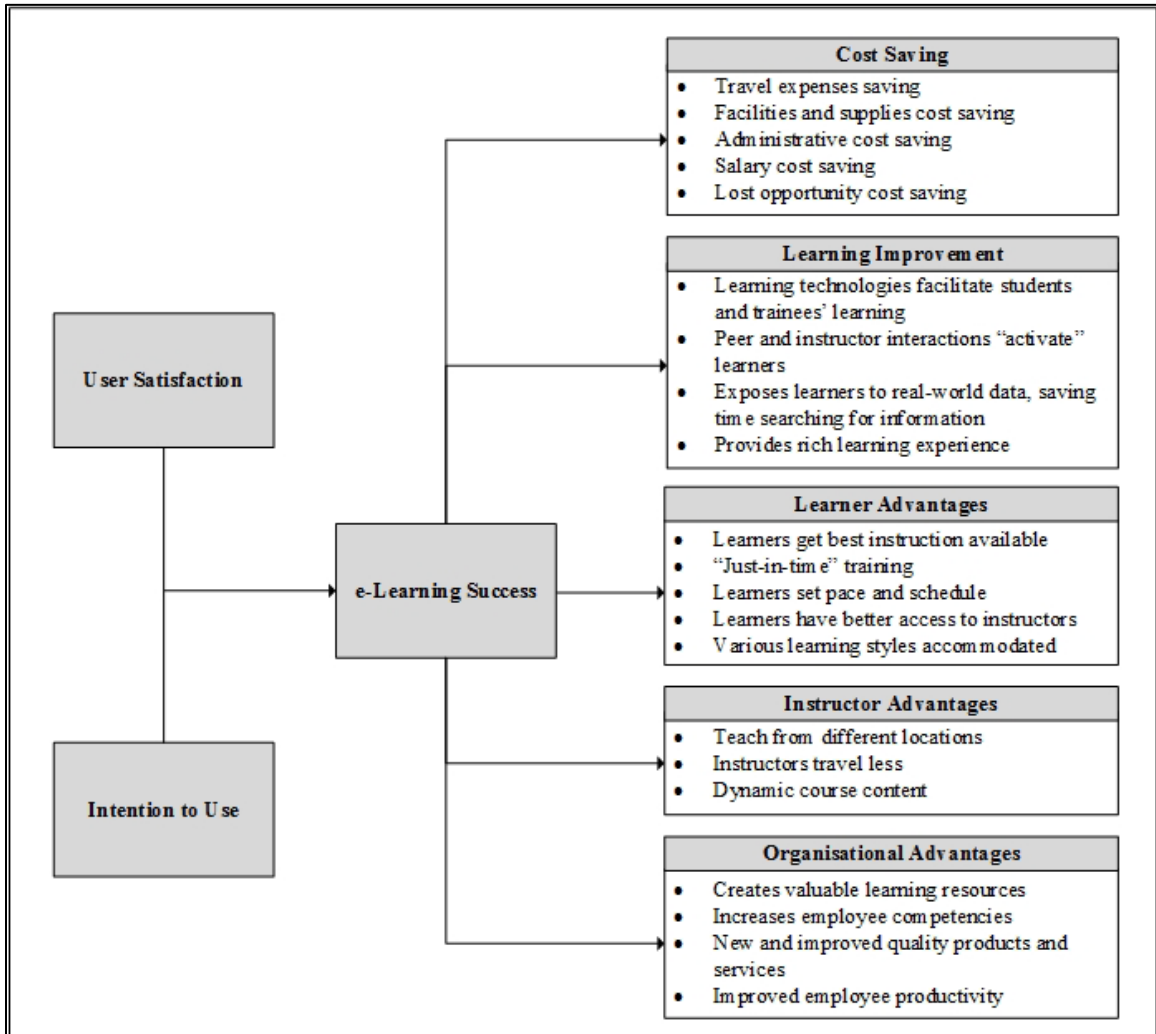 User Satisfaction
Intention to Use
e-Learning Success
Cost Saving
• Travel expenses saving
• Facilities and supplies cost saving
• Administrative cost saving
• Salary cost saving
• Lost opportunity cost saving
Learning Improvement
• Learning technologies facilitate students
and trainees’ learning
• Peer and instructor interactions “activate”
learners
• Exposes learners to real-world data, saving
time searching for information
• Provides rich learning experience
Learner Advantages
• Learners get best instruction available
• “Just-in-time” training
• Learners set pace and schedule
• Learners have better access to instructors
• Various learning styles accommodated
Instructor Advantages
• Teach from different locations
• Instructors travel less
• Dynamic course content
Organisational Advantages
• Creates valuable learning resources
• Increases employee competencies
• New and improved quality products and
services
• Improved employee productivity